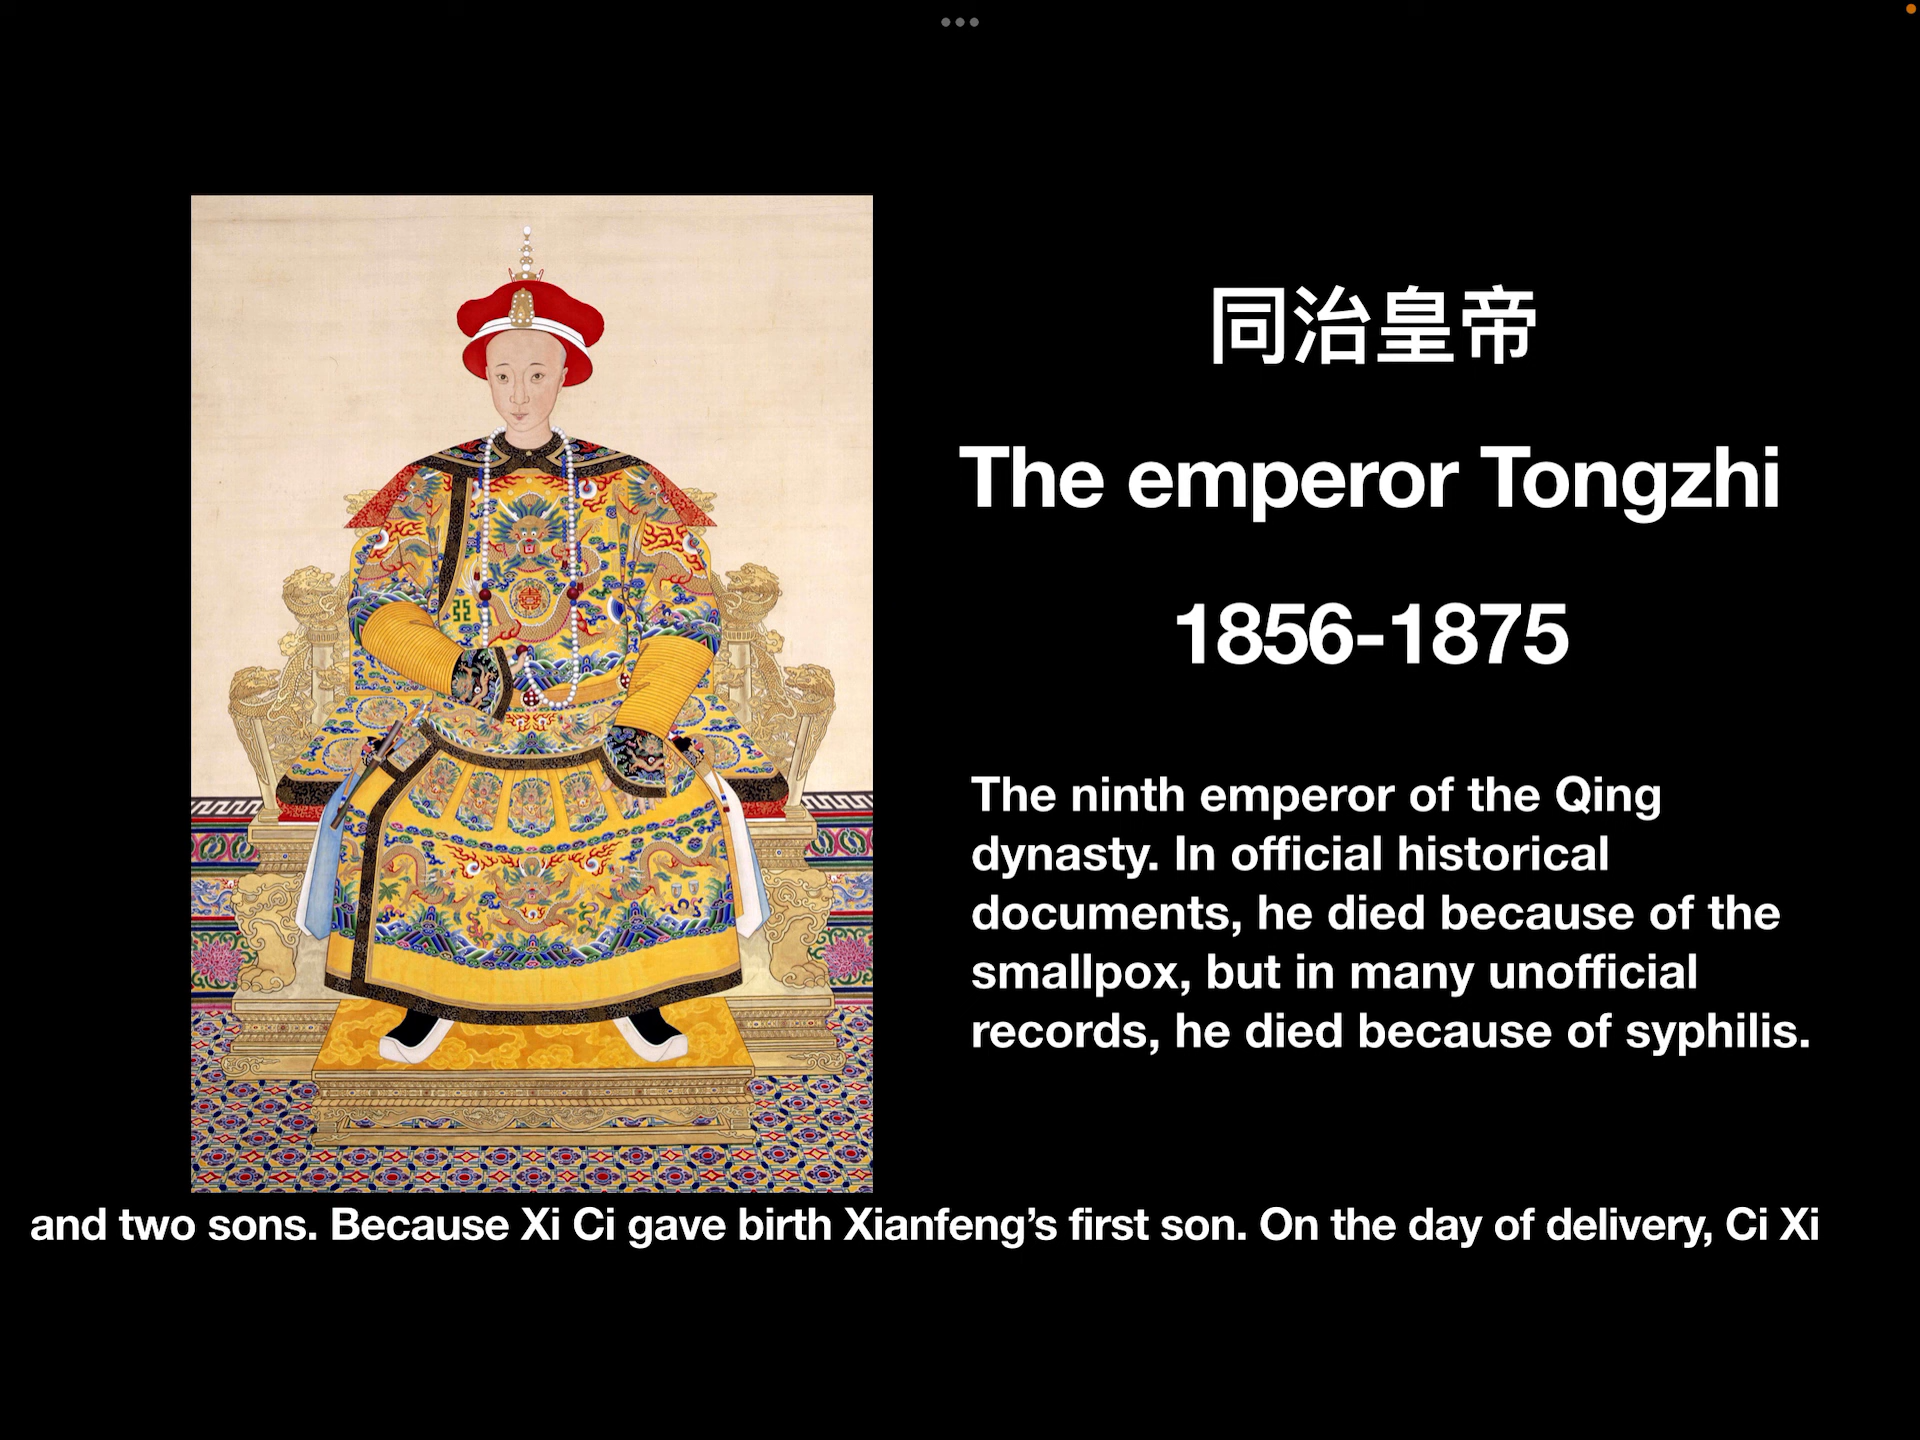 同治皇帝
The emperor Tongzhi
1856-1875
The ninth emperor of the Qing
dynasty. In official historical
documents, he died because of the
smallpox, but in many unofficial
records, he died because of syphilis.
and two sons. Because Xi Ci gave birth Xianfeng’s first son. On the day of delivery, Ci Xi